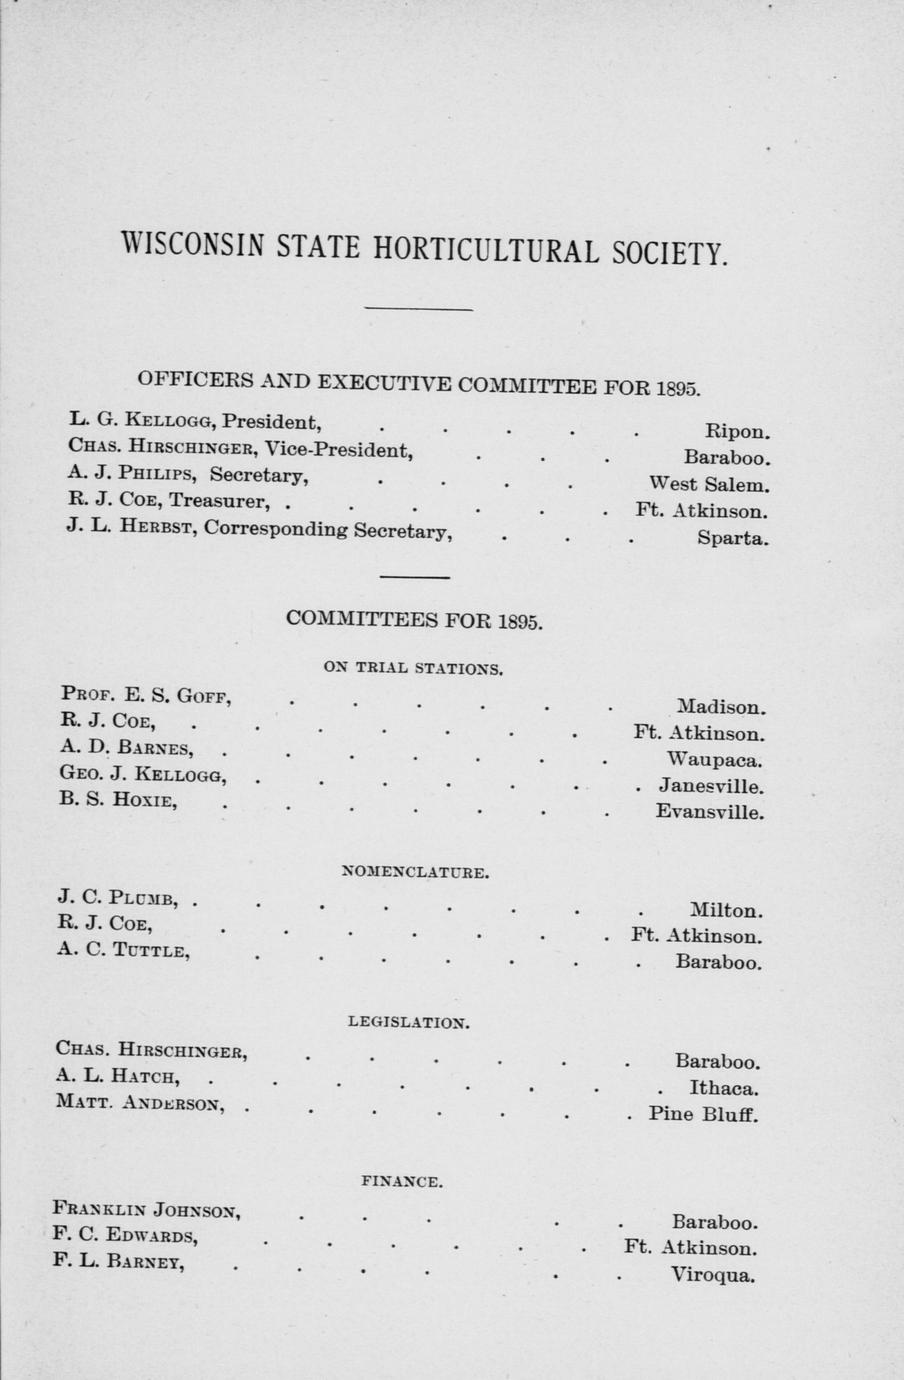 WISCONSIN STATE HORTICULTURAL SOCIETY.
OFFICERS AND EXECUTIVE COMMITTEE FOR 1895.
L. G. KELLOGG, President, . . . . . Ripon.
CHAS. HIRSCHINGER, Vice-President, . . . Baraboo.
A. J. PHILIPS, Secretary, . . . . West Salem.
R. J. COE, Treasurer, . . . . . . Ft. Atkinson.
J. L. HERBST, Corresponding Secretary, . . . Sparta.
COMMITTEES FOR 1895.
ON TRIAL STATIONS.
PROF. E. S. GOFF, . . . . . . Madison.
R. J. COE, . . . . . . . Ft. Atkinson.
A. D. BARNES, . . . . . . . Waupaca.
GEO. J. KELLOGG, . . . . . . . Janesville.
B. S. HOXIE, . . . . . . . Evansville.
NOMENCLATURE.
J. C. PLUMB, . . . . . . . . Milton.
R. J. COE, . . . . . . . Ft. Atkinson.
A. C. TUTTLE, . . . . . . . Baraboo.
LEGISLATION.
CHAS. HIRSCHINGER, . . . . . . Baraboo.
A. L. HATCH, . . . . . . . . Ithaca.
MATT. ANDERSON, . . . . . . . Pine Bluff.
FINANCE.
FRANKLIN JOHNSON, . . . . . Baraboo.
F. C. EDWARDS, . . . . . . Ft. Atkinson.
F. L. BARNEY, . . . . . . Viroqua.